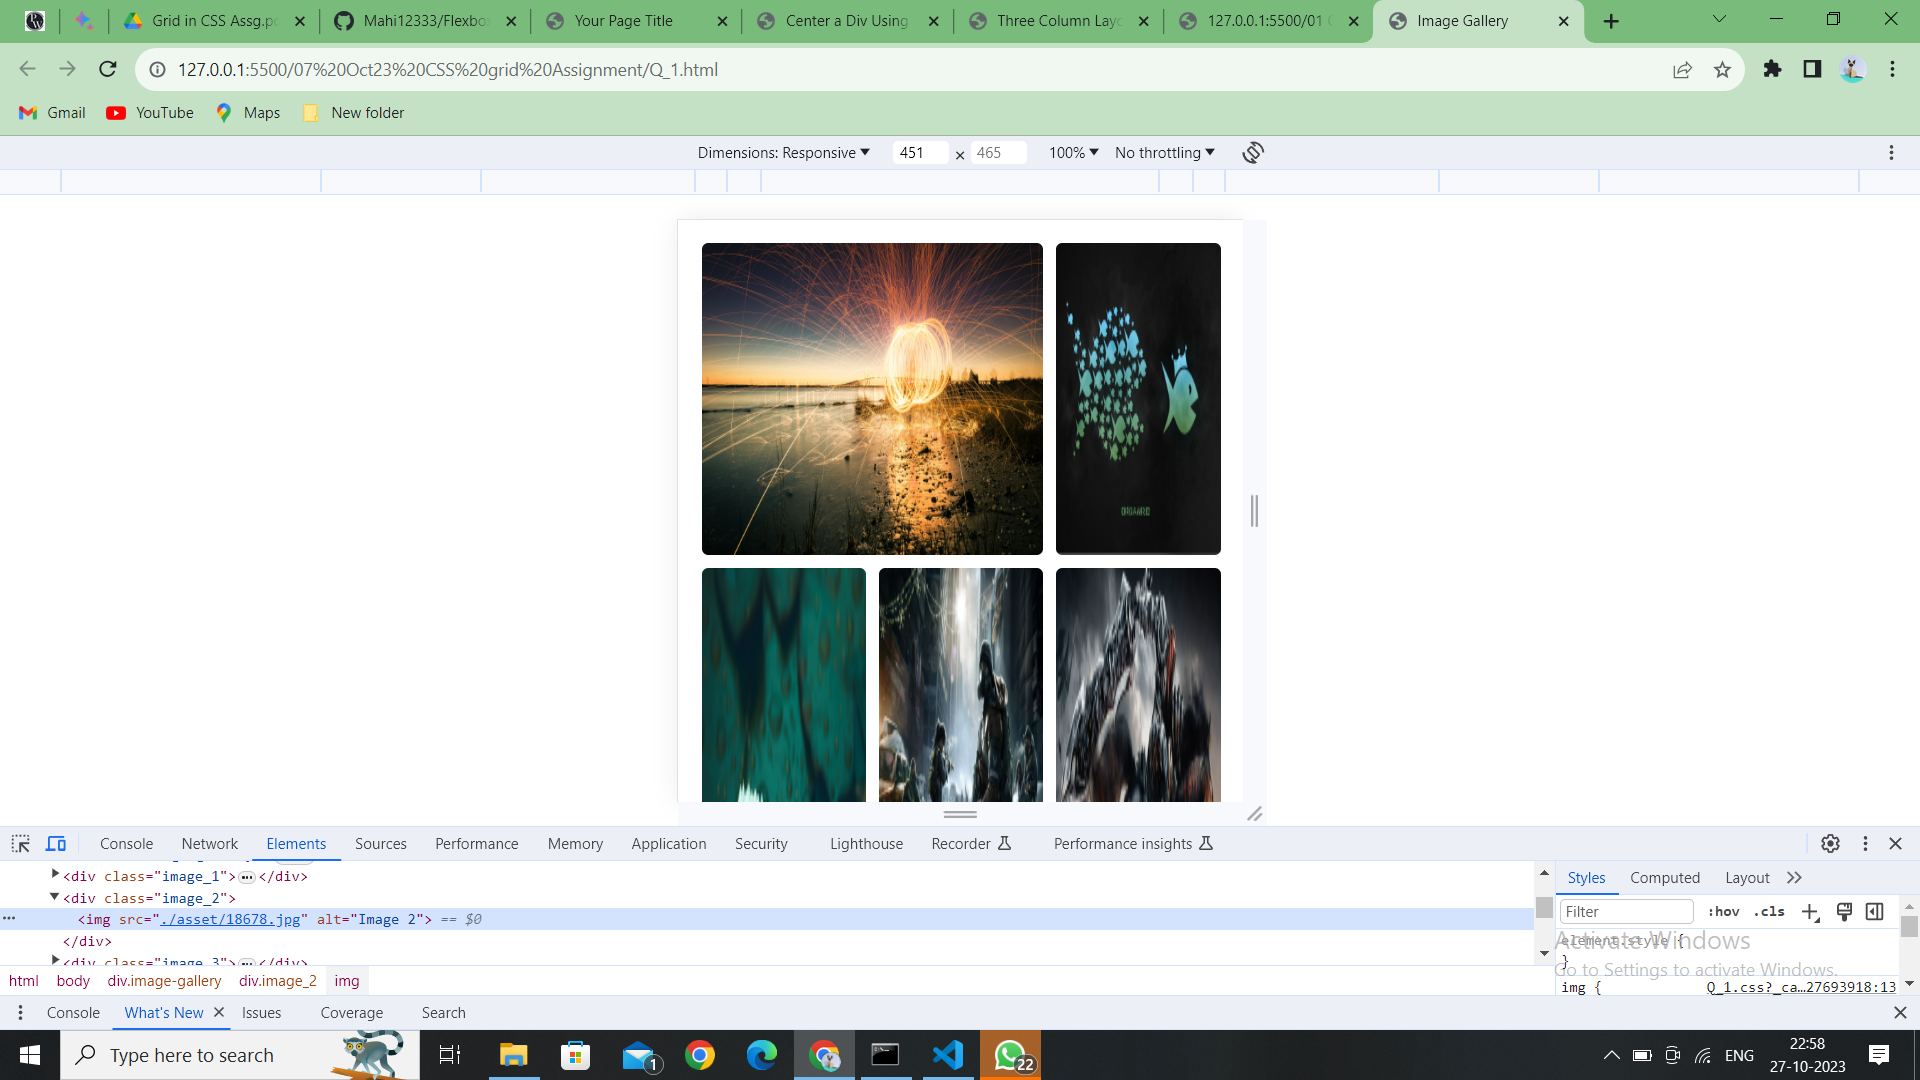 Grid in CSS Assg.pd
Mahi12333/Flexbo
Your Page Title
Center a Div Using
Three Column Layo
127.0.0.1:5500/01
Image Gallery
127.0.0.1:5500/07%20Oct23%20CSS%20grid%20Assignment/Q_1.html
Gmail
YouTube
Maps
New folder
Dimensions: Responsive
451
×
465
100%
No throttling
Console
Network
Elements
Sources
Performance
Memory
Application
Security
Lighthouse
Recorder
Performance insights
<div class="image_1">…</div>
<div class="image_2">
<img src="./asset/18678.jpg" alt="Image 2"> == $0
</div>
<div class="image_3">…</div>
html
body
div.image-gallery
div.image_2
img
Styles
Computed
Layout
Filter
:hov
.cls
element.style {
}
img {
Q_1.css?_ca…27693918:13
Activate Windows
Go to Settings to activate Windows.
Console
What's New
Issues
Coverage
Search
Type here to search
1
22
ENG
22:58
27-10-2023